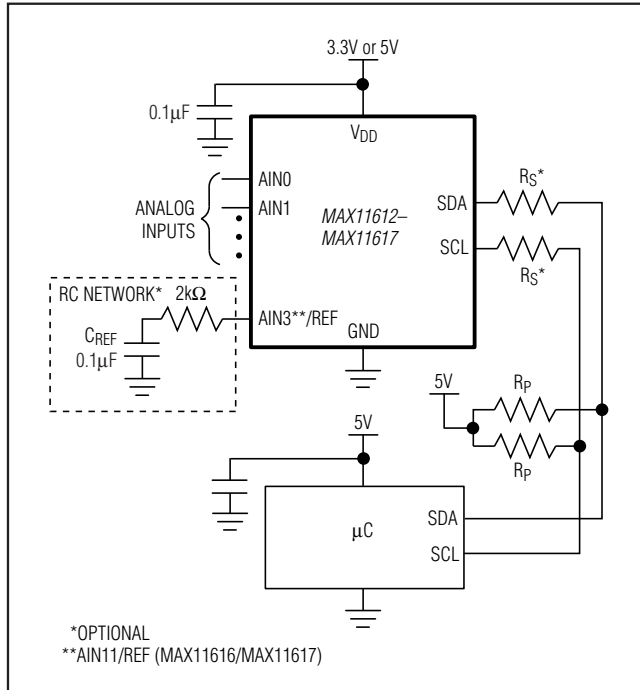 3.3V or 5V
0.1µF
VDD
ANALOG
INPUTS
AIN0
AIN1
MAX11612–
MAX11617
SDA
SCL
RS*
RS*
RC NETWORK*
2kΩ
CREF
0.1µF
AIN3**/REF
GND
5V
RP
RP
5V
µC
SDA
SCL
*OPTIONAL
**AIN11/REF (MAX11616/MAX11617)